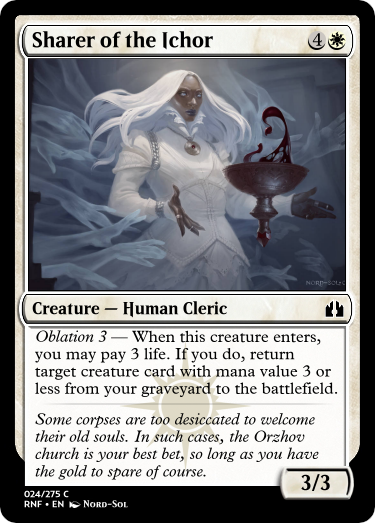 Sharer of the Ichor 4
NORD-SOL©
Creature — Human Cleric
Oblation 3 — When this creature enters,
you may pay 3 life. If you do, return
target creature card with mana value 3 or
less from your graveyard to the battlefield.
Some corpses are too desiccated to welcome
their old souls. In such cases, the Orzhov
church is your best bet, so long as you have
the gold to spare of course.
3/3
024/275 C
RNF • EN Nord-Sol